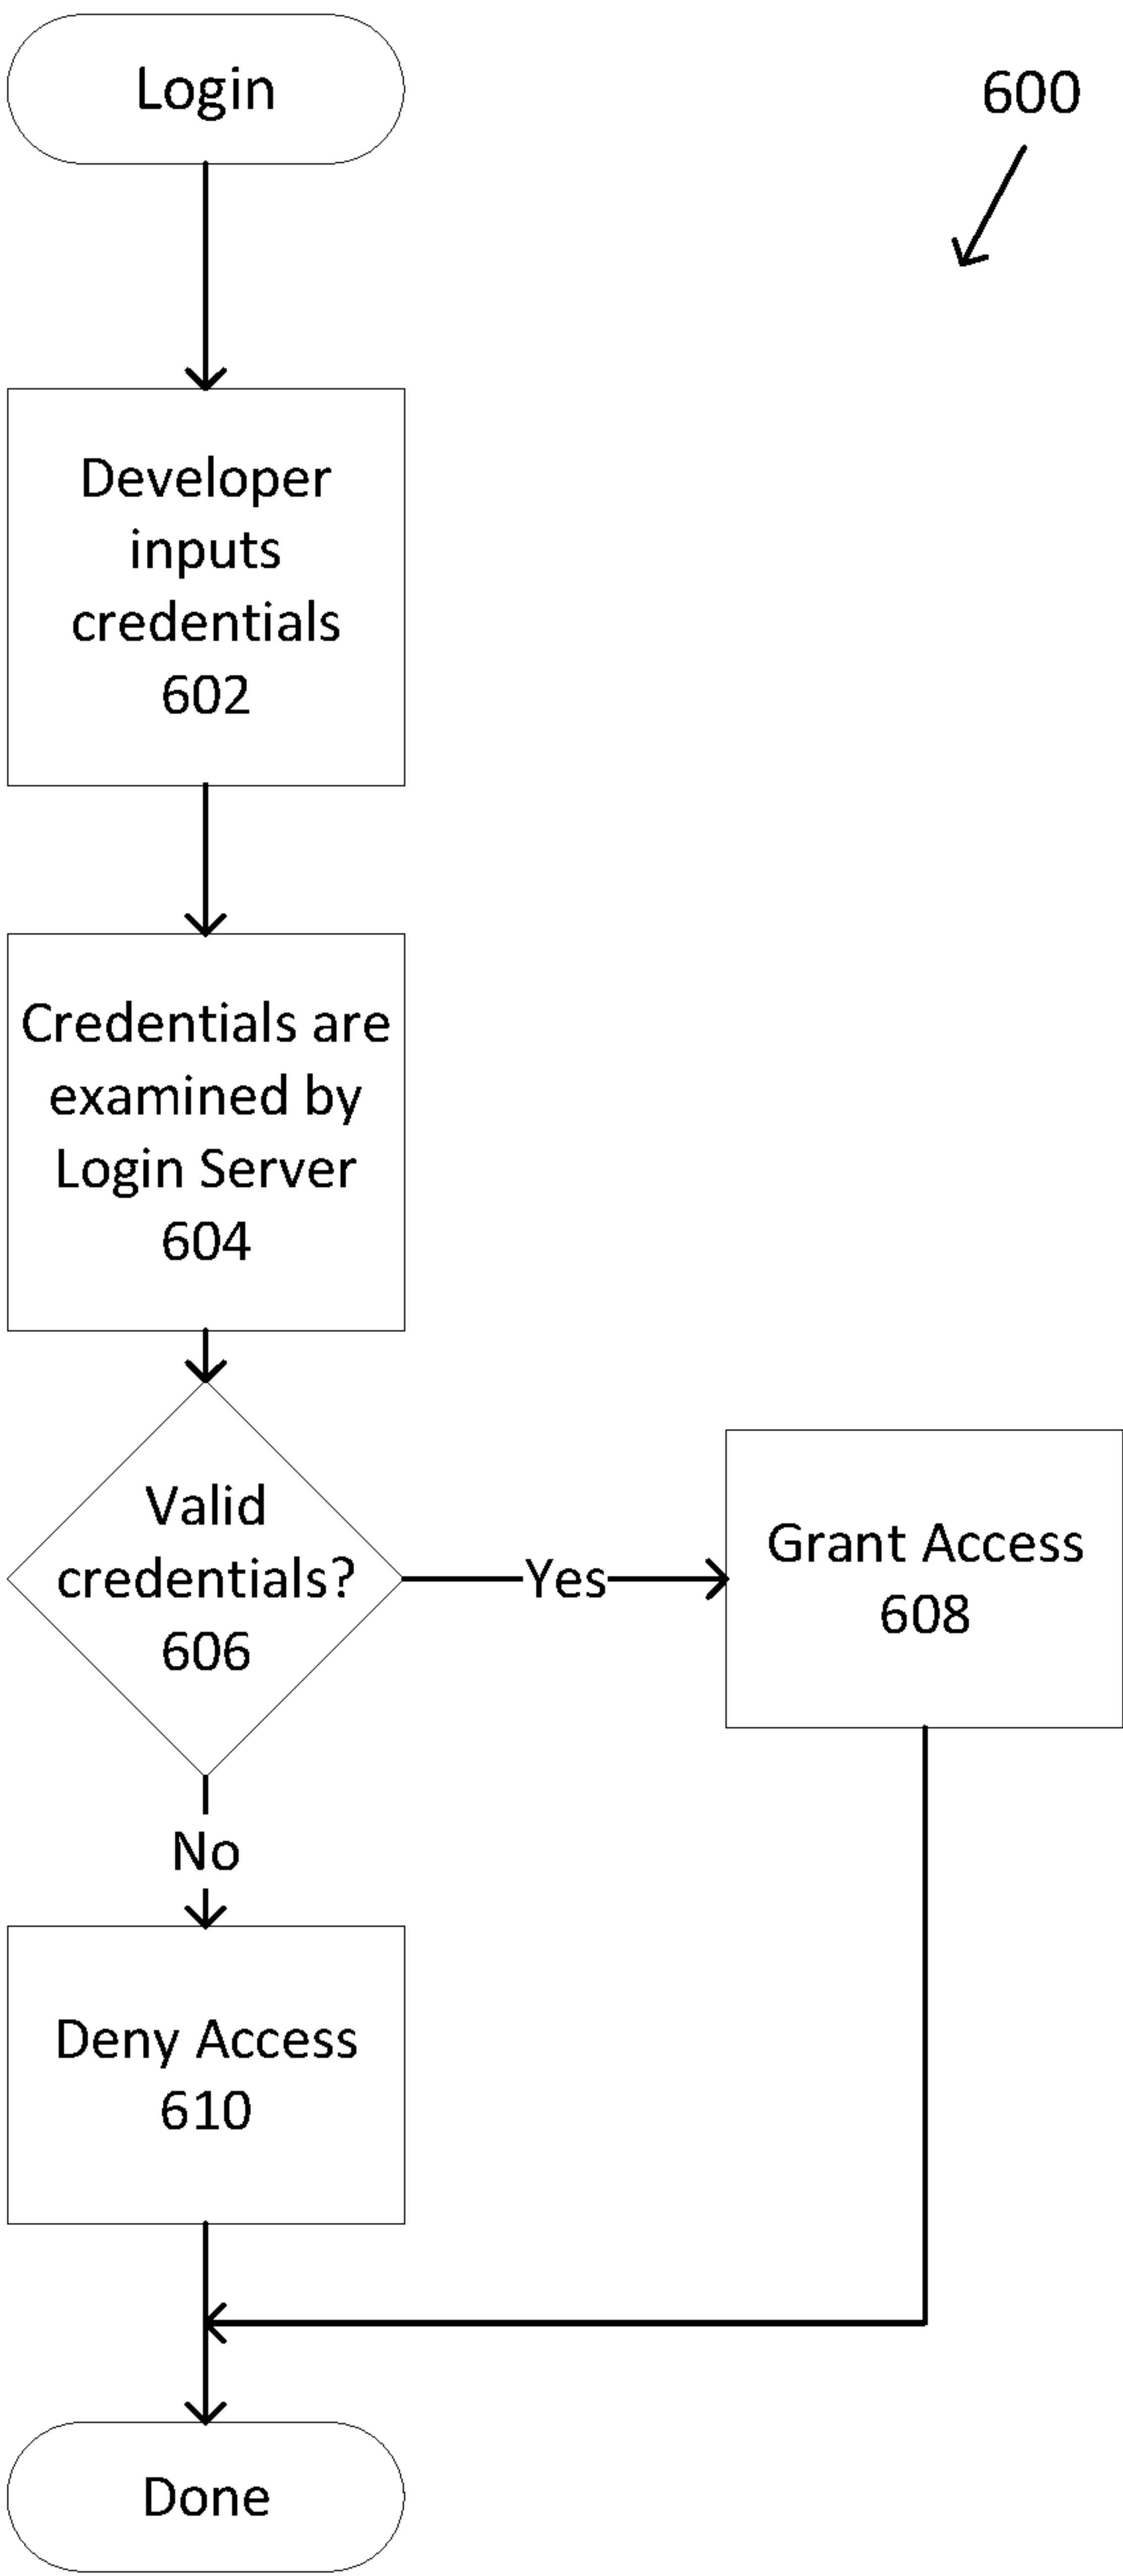 Login
600
Developer
inputs
credentials
602
Credentials are
examined by
Login Server
604
Valid
credentials?
606
Yes
Grant Access
608
No
Deny Access
610
Done